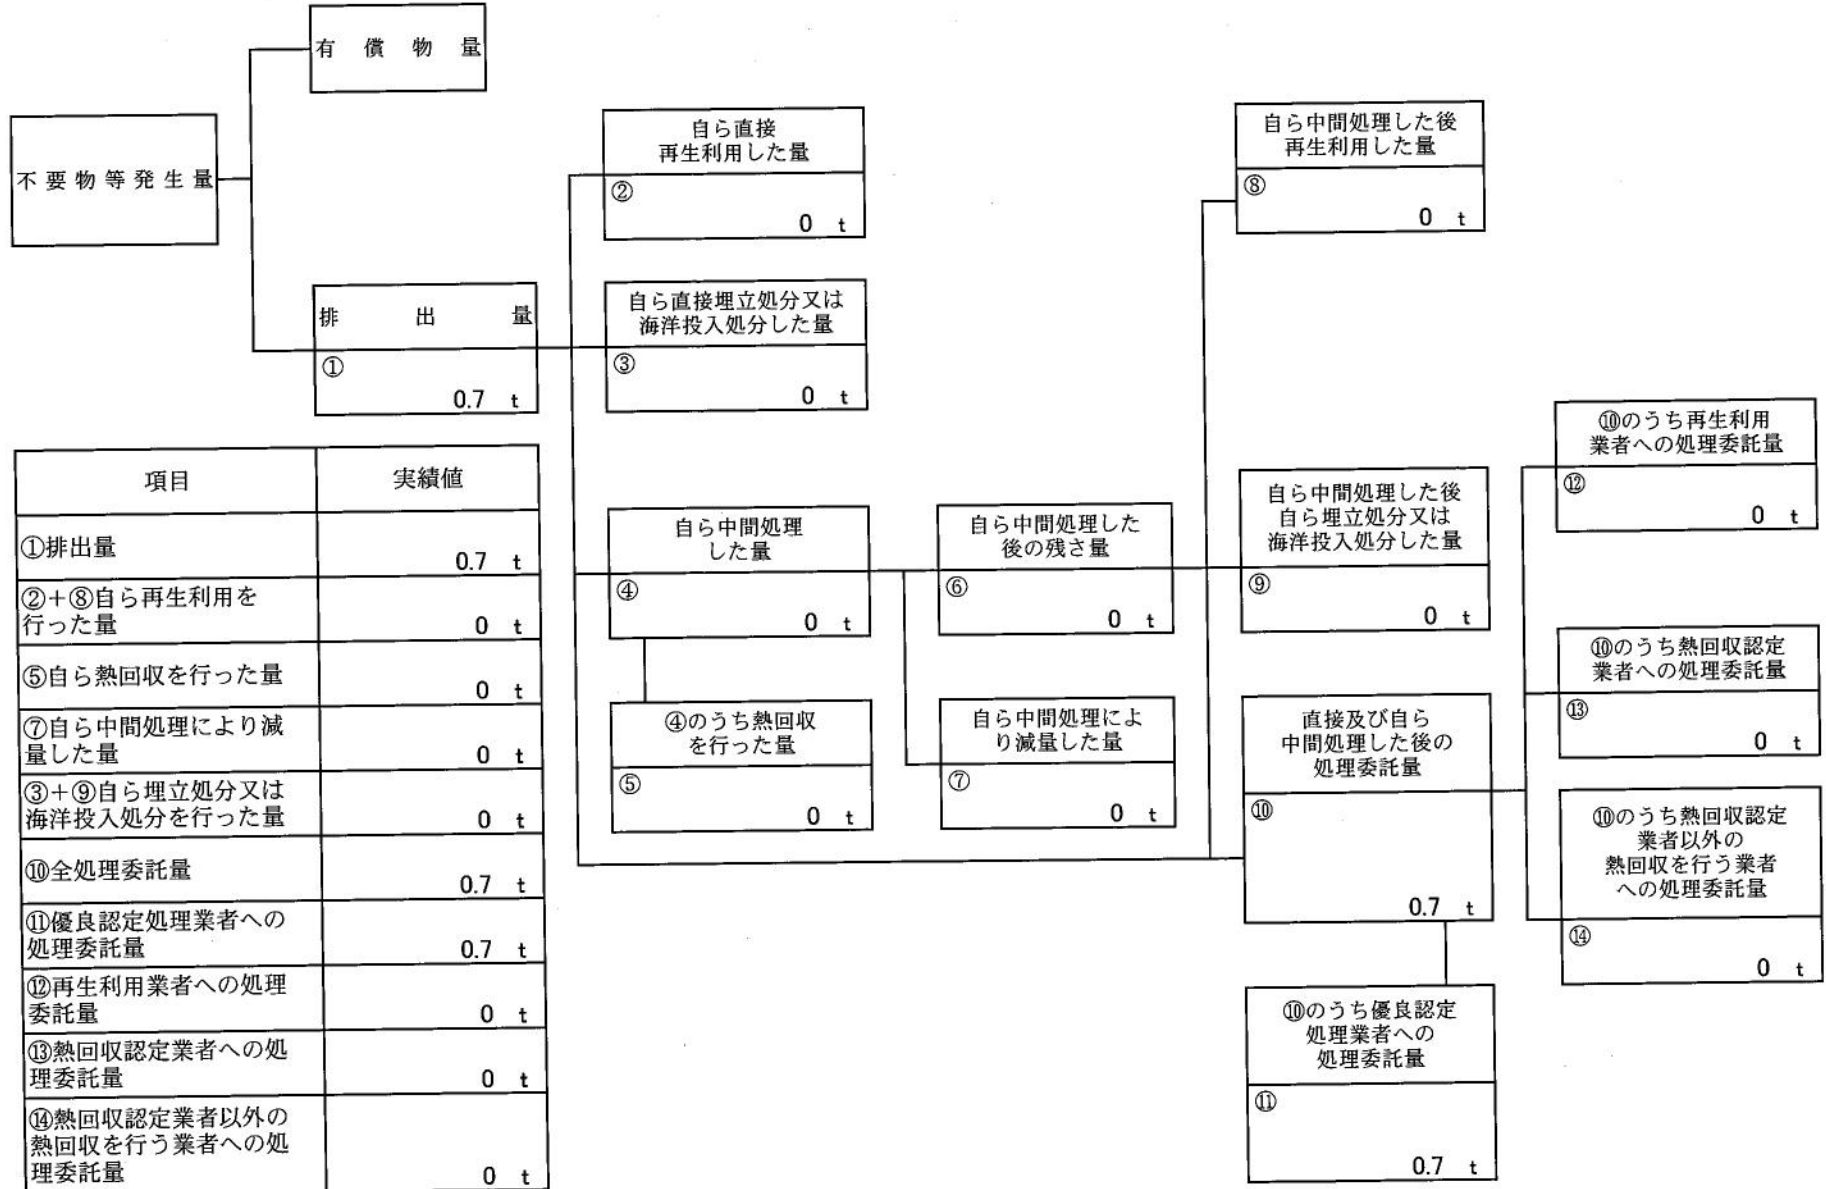 有償物量
不要物等発生量
排出量
①
0.7 t
自ら直接
再生利用した量
②
0 t
自ら直接埋立処分又は
海洋投入処分した量
③
0 t
自ら中間処理
した量
④
0 t
④のうち熱回収
を行った量
⑤
0 t
自ら中間処理した
後の残さ量
⑥
0 t
自ら中間処理によ
り減量した量
⑦
0 t
自ら中間処理した後
再生利用した量
⑧
0 t
自ら中間処理した後
自ら埋立処分又は
海洋投入処分した量
⑨
0 t
直接及び自ら
中間処理した後の
処理委託量
⑩
0.7 t
⑩のうち優良認定
処理業者への
処理委託量
⑪
0.7 t
⑩のうち再生利用
業者への処理委託量
⑫
0 t
⑩のうち熱回収認定
業者への処理委託量
⑬
0 t
⑩のうち熱回収認定
業者以外の
熱回収を行う業者
への処理委託量
⑭
0 t
項目 実績値
①排出量
0.7 t
②+⑧自ら再生利用を
行った量
0 t
⑤自ら熱回収を行った量
0 t
⑦自ら中間処理により減
量した量
0 t
③+⑨自ら埋立処分又は
海洋投入処分を行った量
0 t
⑩全処理委託量
0.7 t
⑪優良認定処理業者への
処理委託量
0.7 t
⑫再生利用業者への処理
委託量
0 t
⑬熱回収認定業者への処
理委託量
0 t
⑭熱回収認定業者以外の
熱回収を行う業者への処
理委託量
0 t